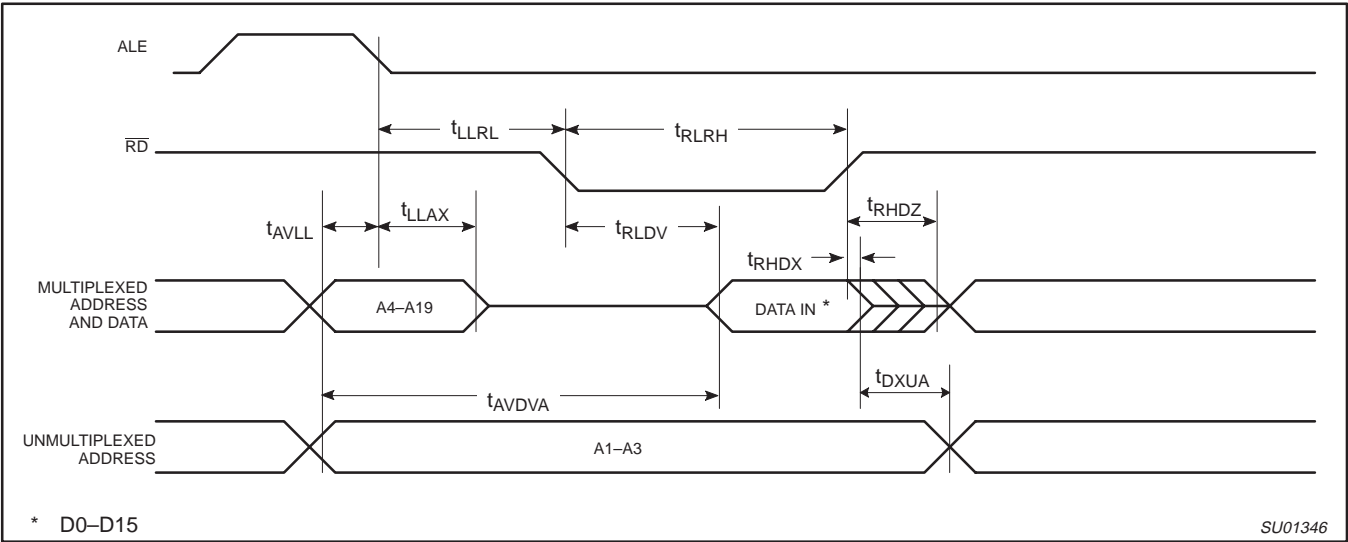 ALE
tLLRL
tRLRH
RD
tAVLL
tLLAX
tRLDV
tRHDZ
tRHDX
MULTIPLEXED
ADDRESS
AND DATA
A4–A19
DATA IN *
tDXUA
tAVDVA
UNMULTIPLEXED
ADDRESS
A1–A3
* D0–D15
SU01346